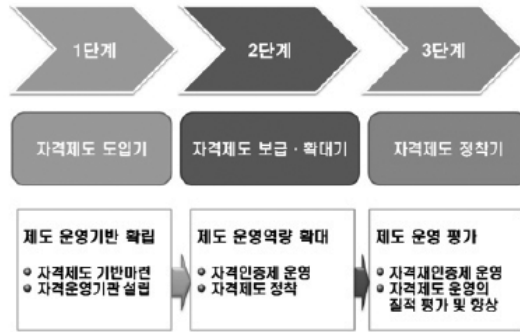 1단계
2단계
3단계
자격제도 도입기
자격제도 보급 · 확대기
자격제도 정착기
제도 운영기반 확립
● 자격제도 기반마련
● 자격운영기관 설립
제도 운영역량 확대
● 자격인증제 운영
● 자격제도 정착
제도 운영 평가
● 자격재인증제 운영
● 자격제도 운영의
질적 평가 및 향상